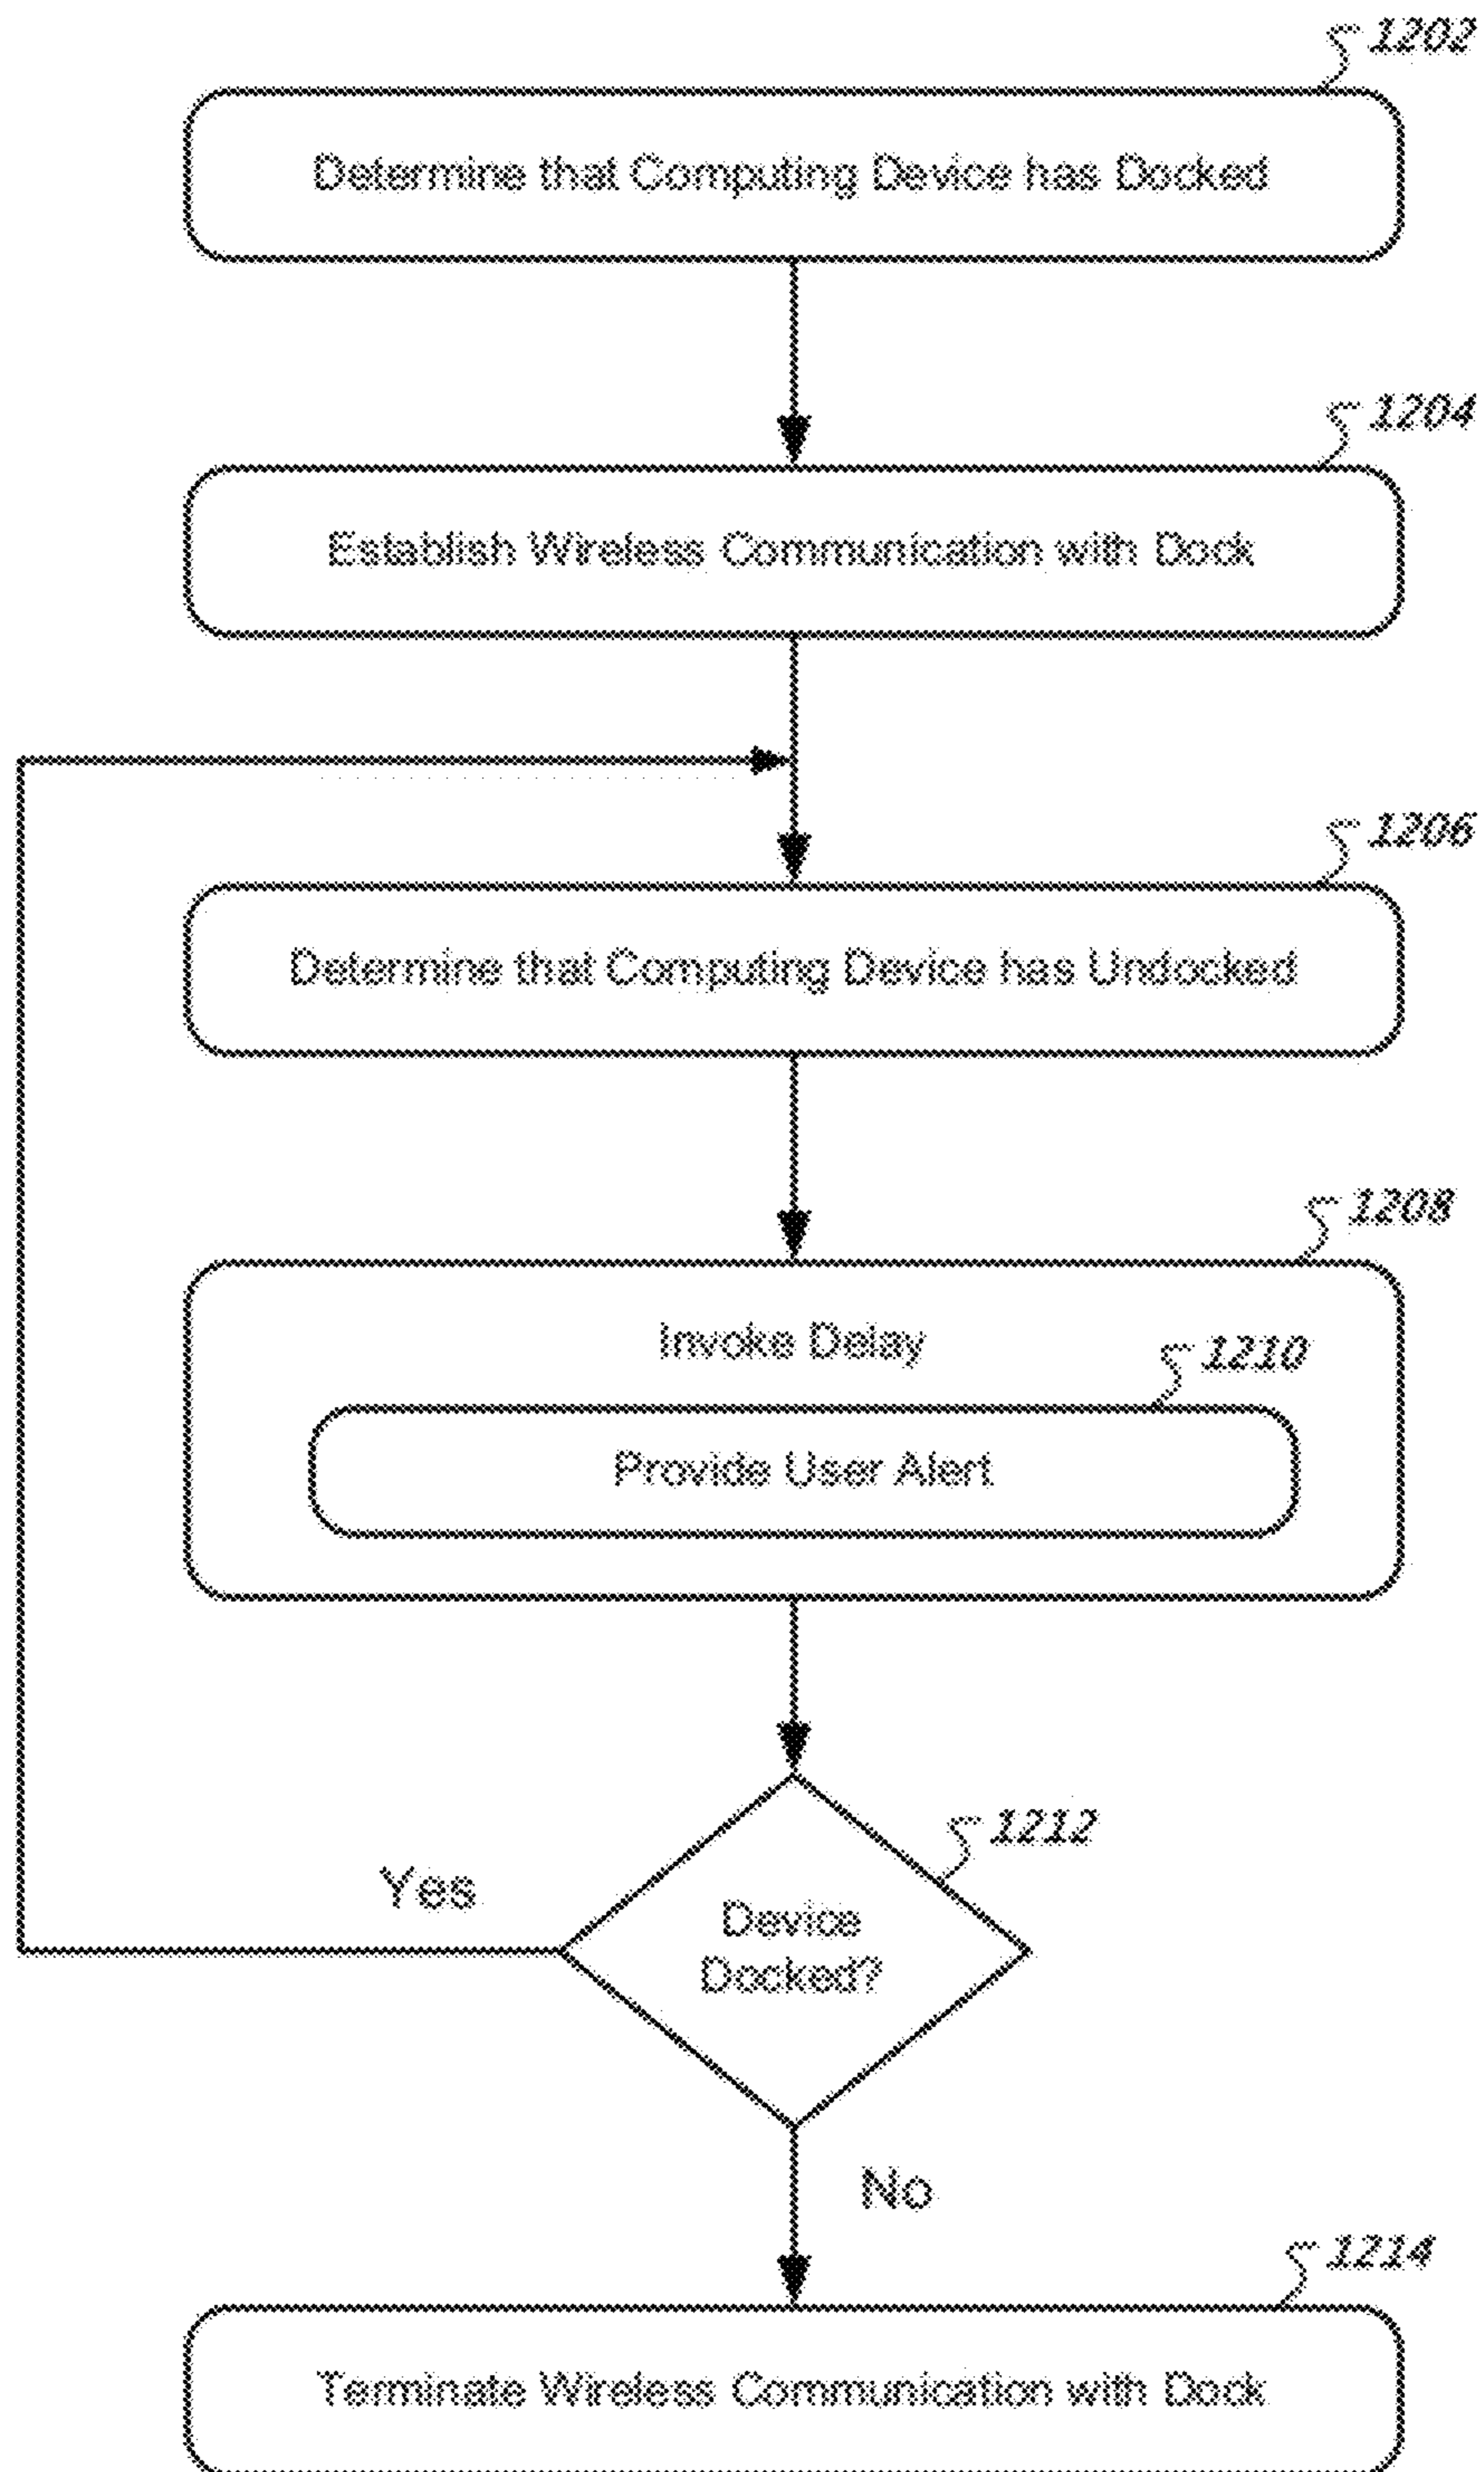 1202
Determine that Computing Device has Docked
1204
Establish Wireless Communication with Dock
1206
Determine that Computing Device has Undocked
1208
Invoke Delay
1210
Provide User Alert
1212
Device
Docked?
Yes
No
1214
Terminate Wireless Communication with Dock